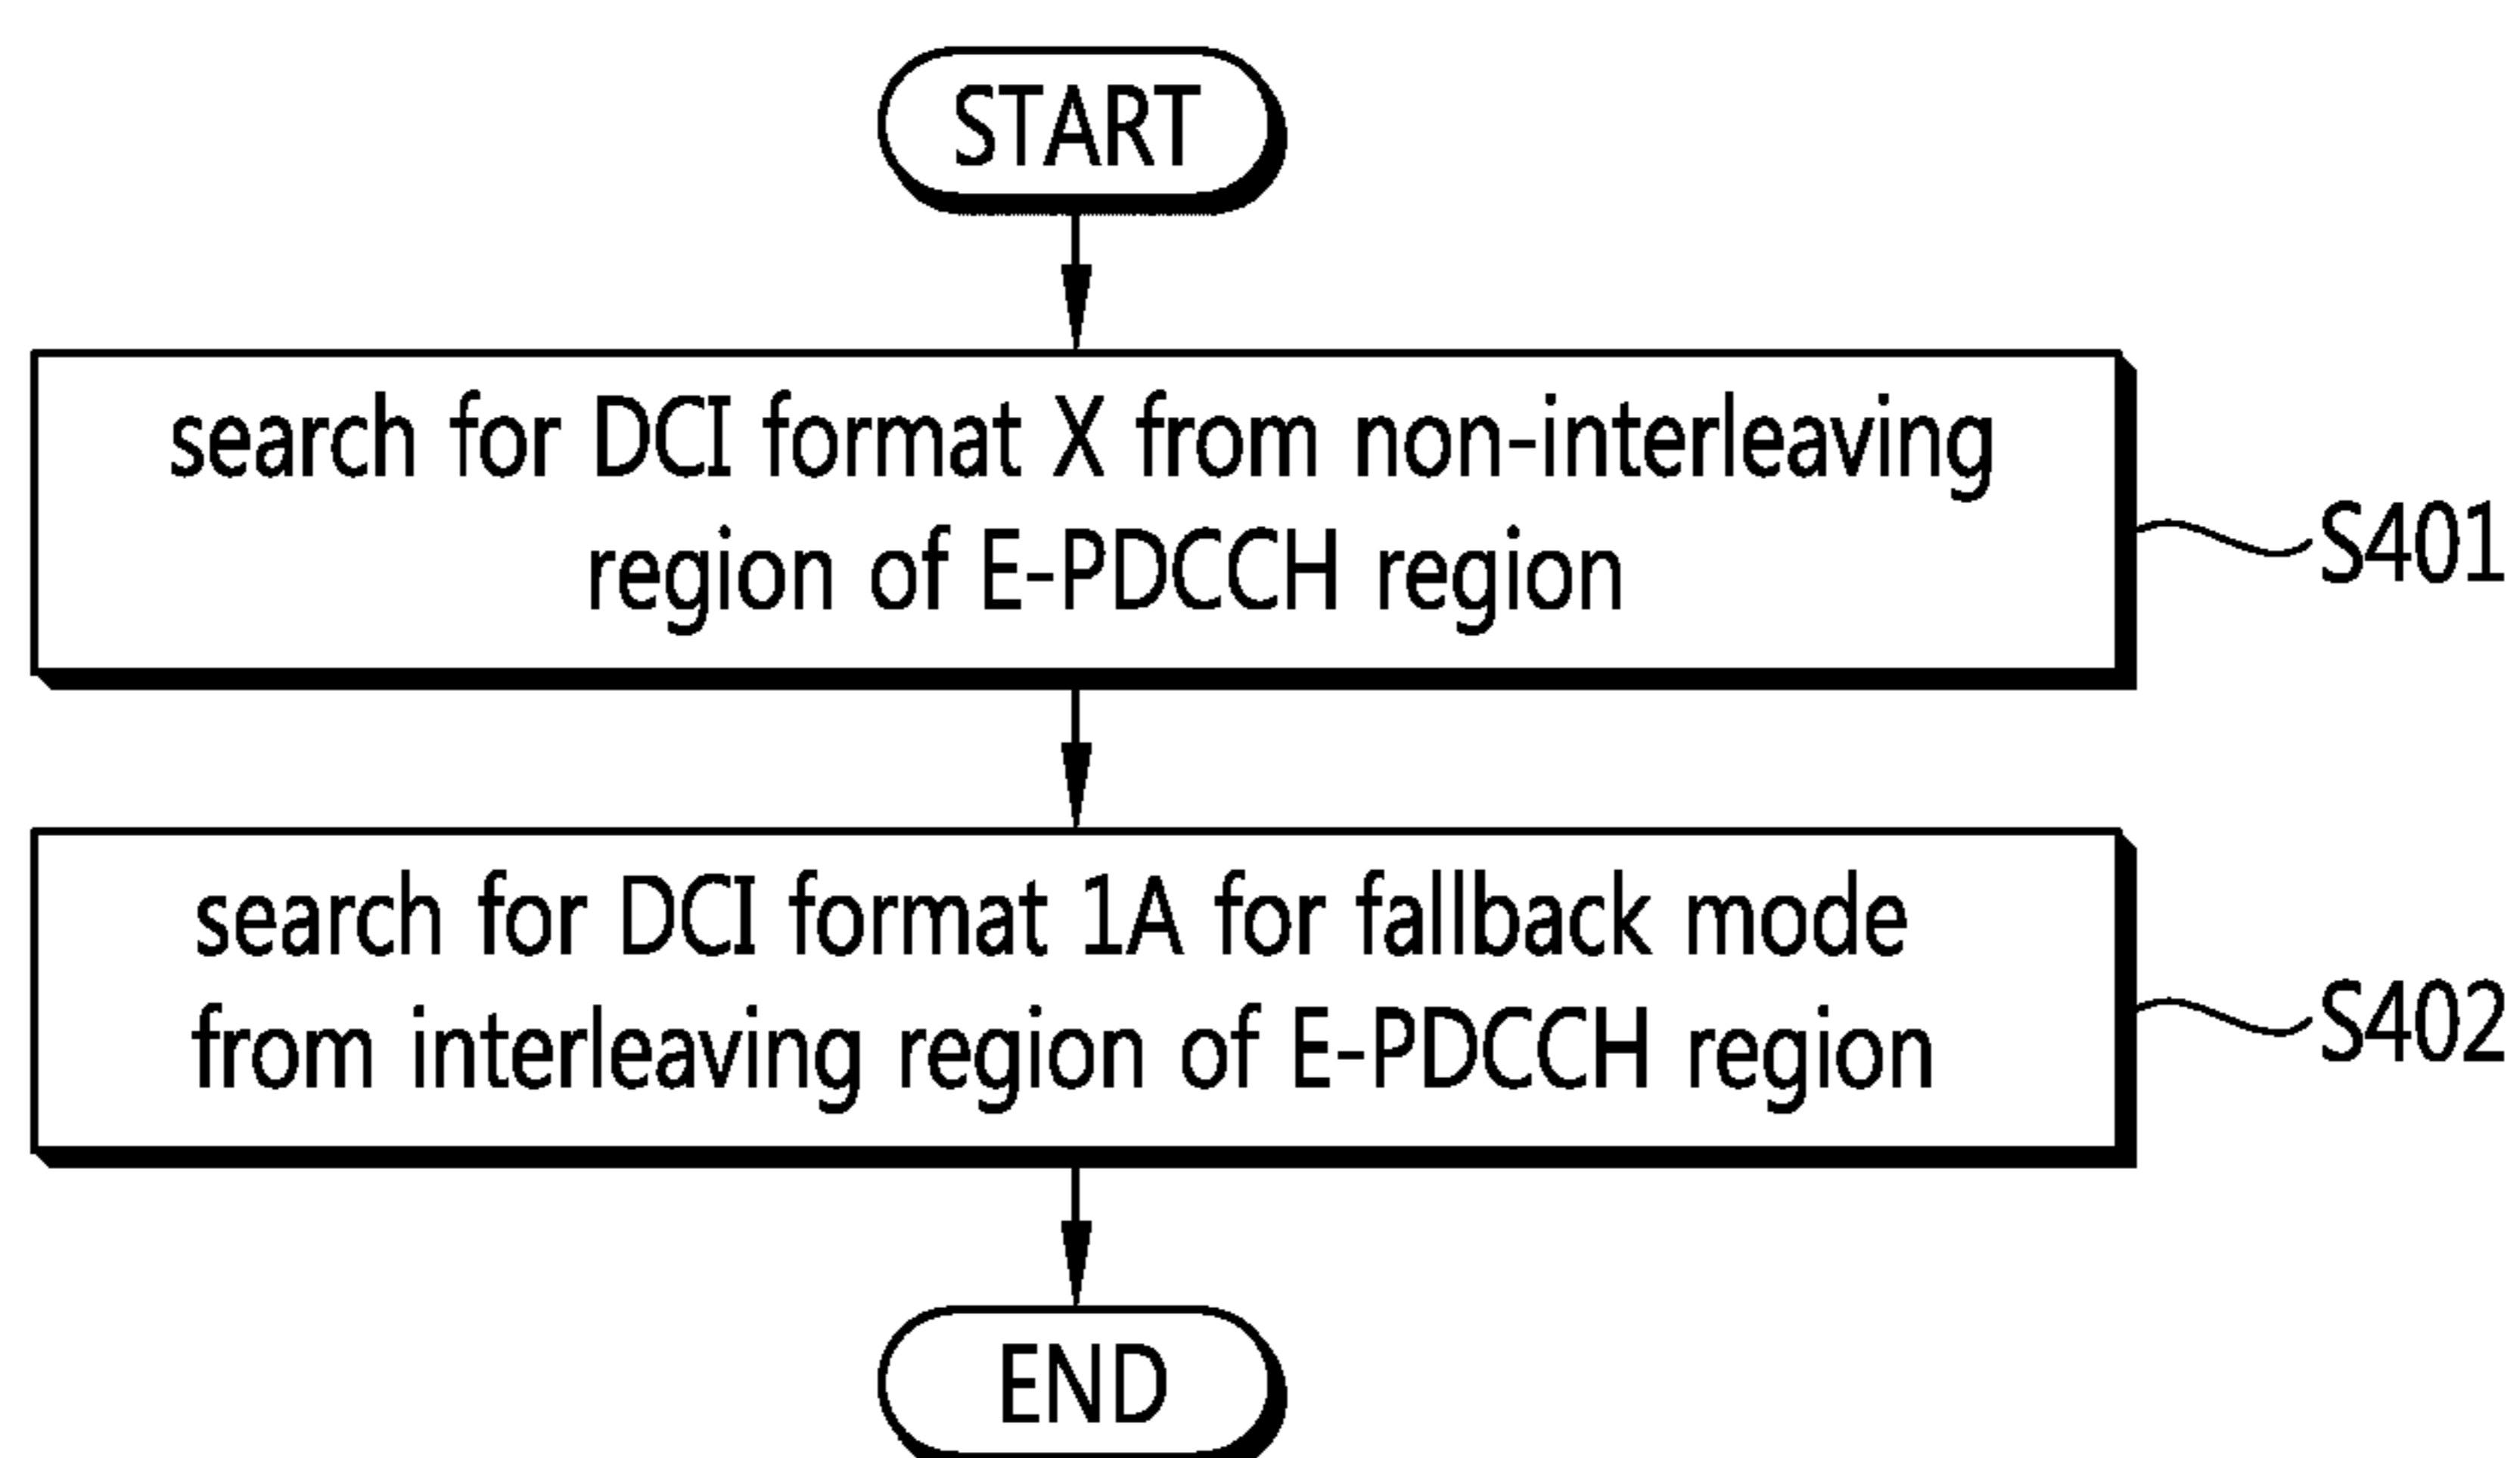 START
search for DCI format X from non-interleaving
region of E-PDCCH region
S401
search for DCI format 1A for fallback mode
from interleaving region of E-PDCCH region
S402
END